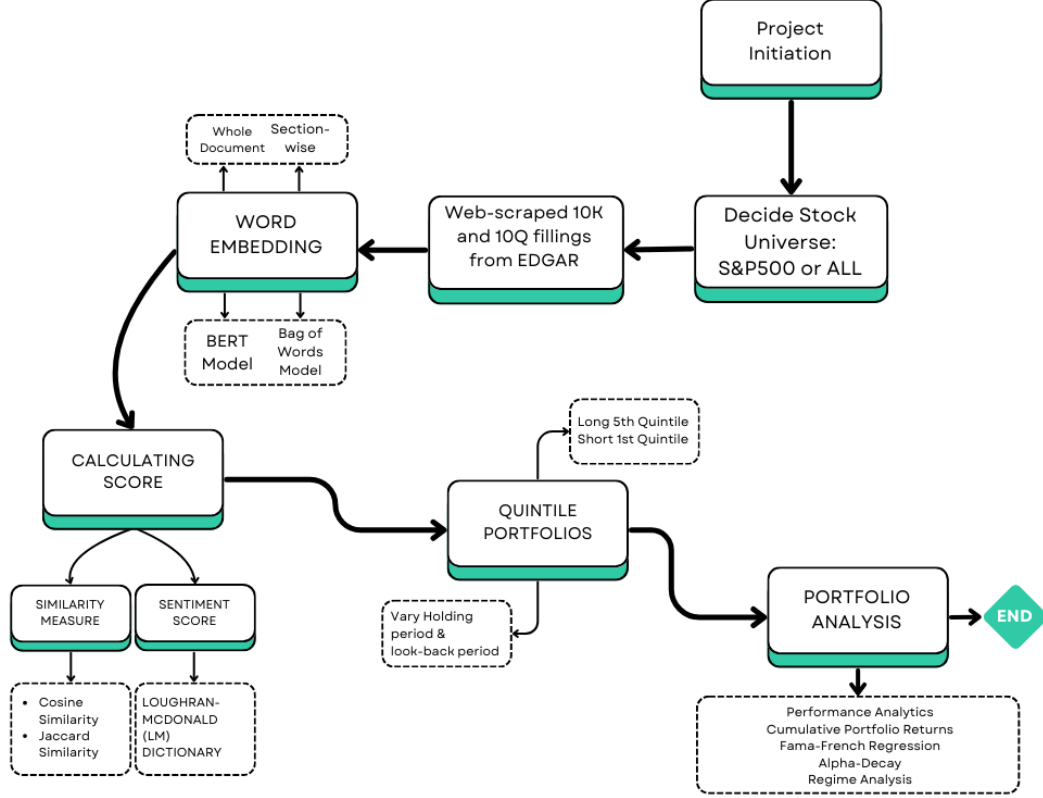 Project
Initiation
Decide Stock
Universe:
S&P500 or ALL
Web-scraped 10K
and 10Q fillings
from EDGAR
Whole
Document
Section-
wise
WORD
EMBEDDING
BERT
Model
Bag of
Words
Model
CALCULATING
SCORE
SIMILARITY
MEASURE
SENTIMENT
SCORE
• Cosine
Similarity
• Jaccard
Similarity
LOUGHRAN-
MCDONALD
(LM)
DICTIONARY
Long 5th Quintile
Short 1st Quintile
QUINTILE
PORTFOLIOS
Vary Holding
period &
look-back period
PORTFOLIO
ANALYSIS
END
Performance Analytics
Cumulative Portfolio Returns
Fama-French Regression
Alpha-Decay
Regime Analysis